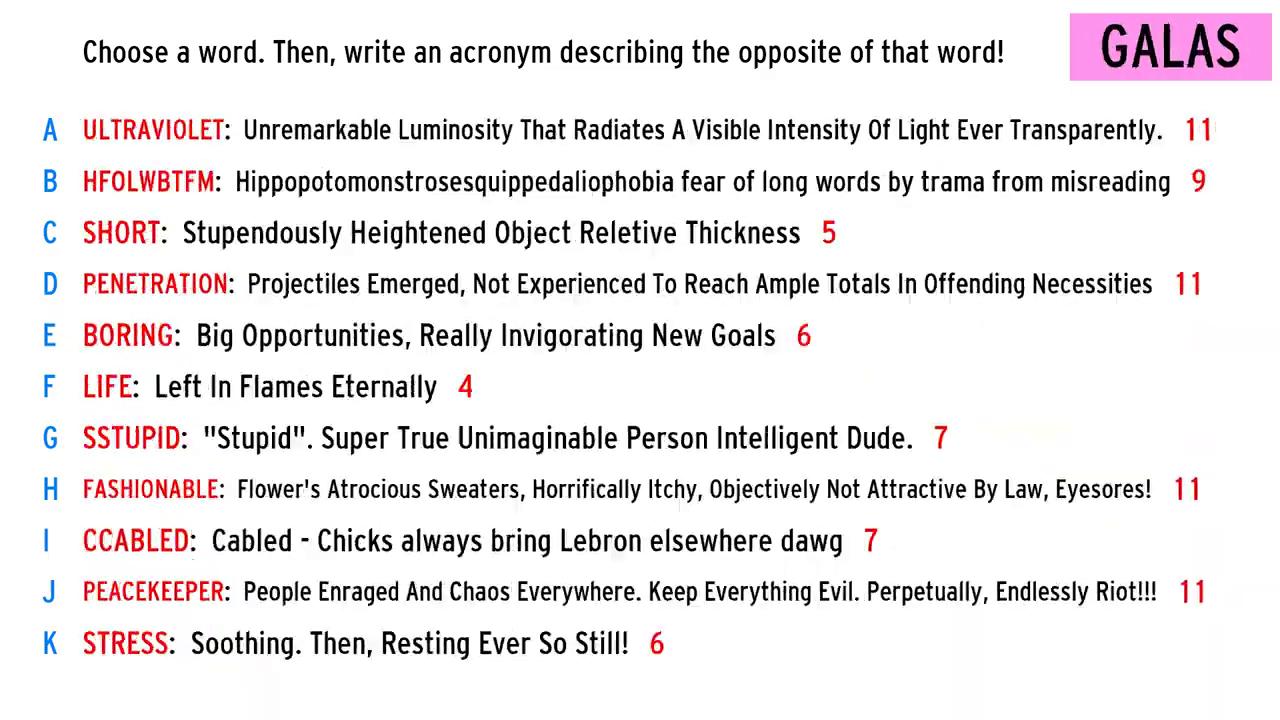 Choose a word. Then, write an acronym describing the opposite of that word!
GALAS
A ULTRAVIOLET: Unremarkable Luminosity That Radiates A Visible Intensity Of Light Ever Transparently. 11
B HFOLWBTFM: Hippopotomonstrosesquippedaliophobia fear of long words by trama from misreading 9
C SHORT: Stupendously Heightened Object Reletive Thickness 5
D PENETRATION: Projectiles Emerged, Not Experienced To Reach Ample Totals In Offending Necessities 11
E BORING: Big Opportunities, Really Invigorating New Goals 6
F LIFE: Left In Flames Eternally 4
G SSTUPID: "Stupid". Super True Unimaginable Person Intelligent Dude. 7
H FASHIONABLE: Flower's Atrocious Sweaters, Horrifically Itchy, Objectively Not Attractive By Law, Eyesores! 11
I CCABLED: Cabled - Chicks always bring Lebron elsewhere dawg 7
J PEACEKEEPER: People Enraged And Chaos Everywhere. Keep Everything Evil. Perpetually, Endlessly Riot!!! 11
K STRESS: Soothing. Then, Resting Ever So Still! 6